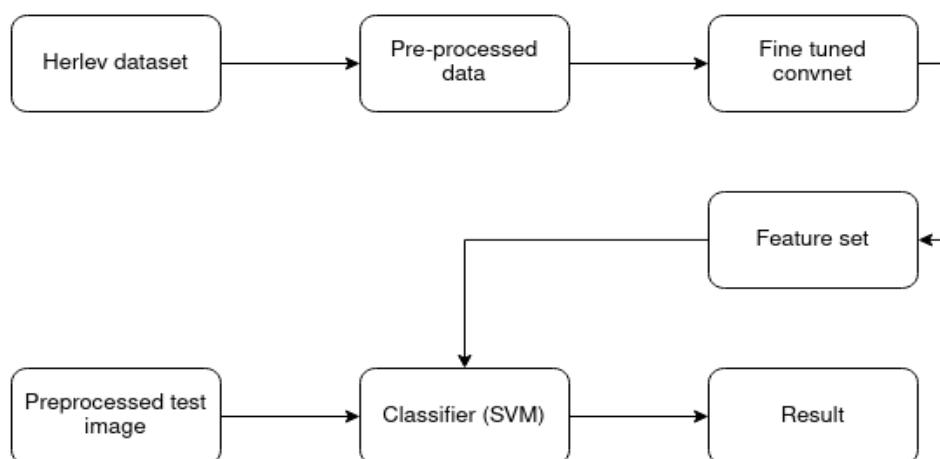 Herlev dataset
Pre-processed
data
Fine tuned
convnet
Feature set
Preprocessed test
image
Classifier (SVM)
Result